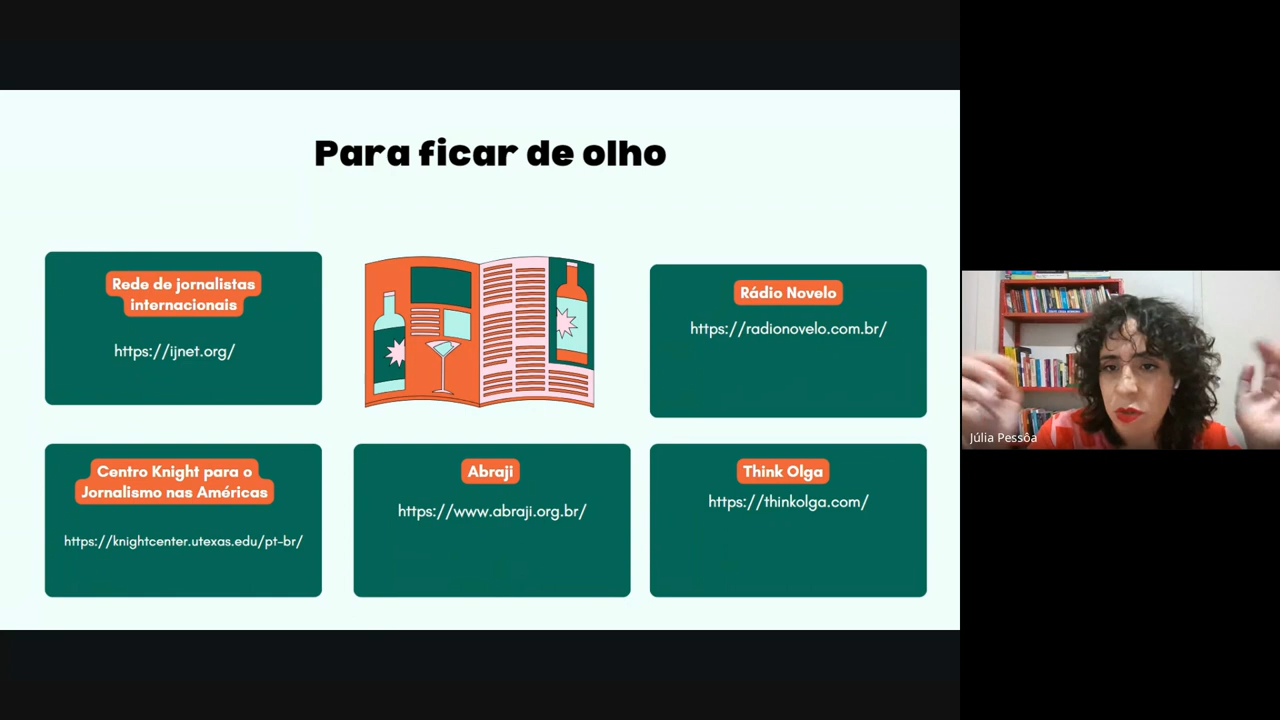 Para ficar de olho
Rede de jornalistas
internacionais
https://ijnet.org/
Rádio Novelo
https://radionovelo.com.br/
Centro Knight para o
Jornalismo nas Américas
https://knightcenter.utexas.edu/pt-br/
Abraji
https://www.abraji.org.br/
Think Olga
https://thinkolga.com/
Júlia Pessôa